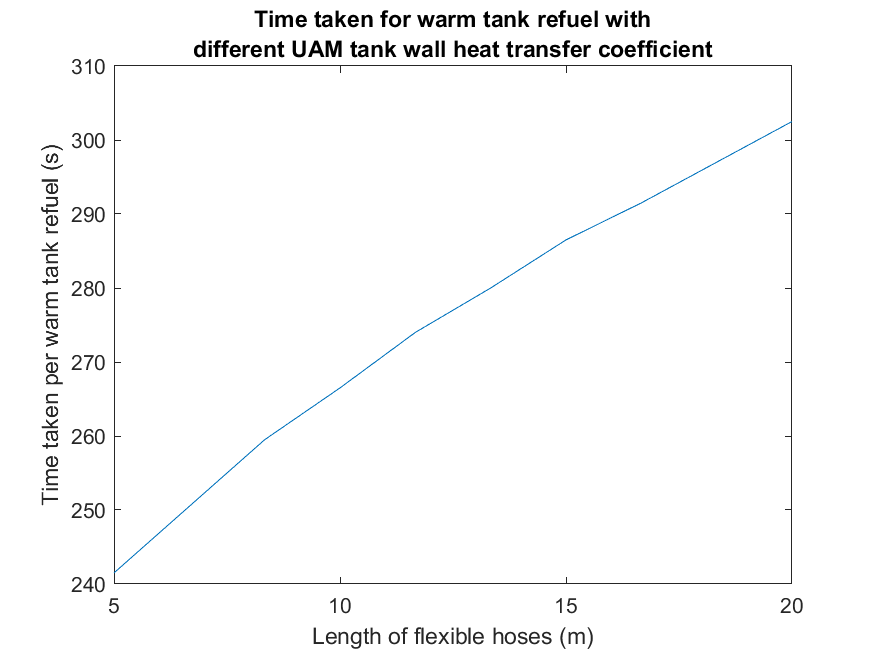 Time taken for warm tank refuel with
different UAM tank wall heat transfer coefficient
310
300
290
280
270
260
250
240
Time taken per warm tank refuel (s)
5 10 15 20
Length of flexible hoses (m)